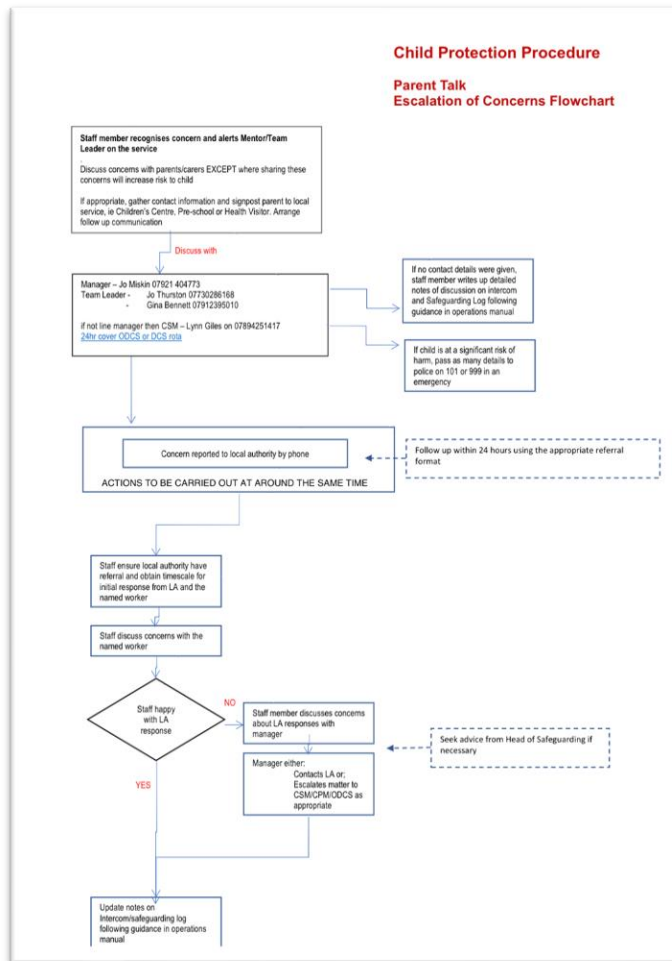 Child Protection Procedure
Parent Talk
Escalation of Concerns Flowchart
Staff member recognises concern and alerts Mentor/Team
Leader on the service
.
Discuss concerns with parents/carers EXCEPT where sharing these
concerns will increase risk to child
If appropriate, gather contact information and signpost parent to local
service, ie Children's Centre, Pre-school or Health Visitor. Arrange
follow up communication
Discuss with
Manager – Jo Miskin 07921 404773
Team Leader - Jo Thurston 07730286168
- Gina Bennett 07912395010
if not line manager then CSM – Lynn Giles on 07894251417
24hr cover ODCS or DCS rota
If no contact details were given,
staff member writes up detailed
notes of discussion on intercom
and Safeguarding Log following
guidance in operations manual
If child is at a significant risk of
harm, pass as many details to
police on 101 or 999 in an
emergency
Concern reported to local authority by phone
ACTIONS TO BE CARRIED OUT AT AROUND THE SAME TIME
Follow up within 24 hours using the appropriate referral
format
Staff ensure local authority have
referral and obtain timescale for
initial response from LA and the
named worker
Staff discuss concerns with the
named worker
Staff happy
with LA
response
NO
Staff member discusses concerns
about LA responses with
manager
Seek advice from Head of Safeguarding if
necessary
Manager either:
Contacts LA or;
Escalates matter to
CSM/CPM/ODCS as
appropriate
YES
Update notes on
Intercom/safeguarding log
following guidance in operations
manual